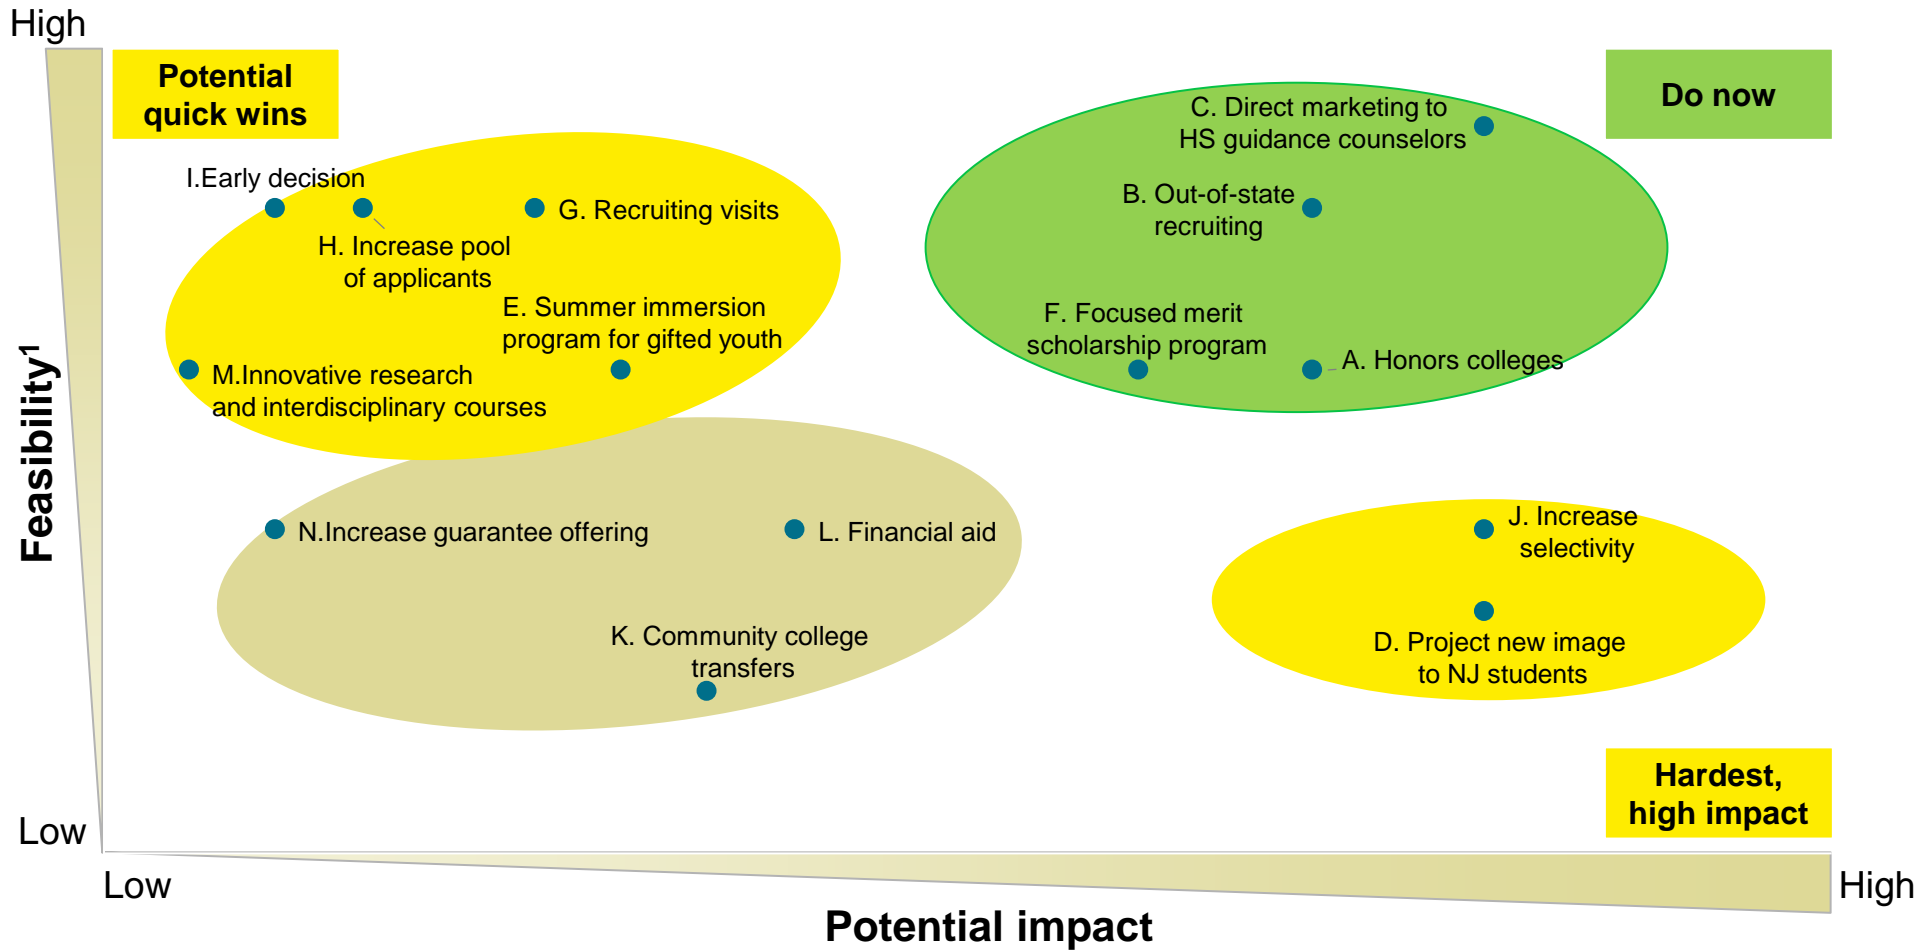 High
Potential
quick wins
Do now
C. Direct marketing to
HS guidance counselors
I.Early decision
B. Out-of-state
recruiting
G. Recruiting visits
H. Increase pool
of applicants
E. Summer immersion
program for gifted youth
F. Focused merit
scholarship program
A. Honors colleges
M.Innovative research
and interdisciplinary courses
Feasibility1
N.Increase guarantee offering
L. Financial aid
J. Increase
selectivity
K. Community college
transfers
D. Project new image
to NJ students
Hardest,
high impact
Low
Low
High
Potential impact